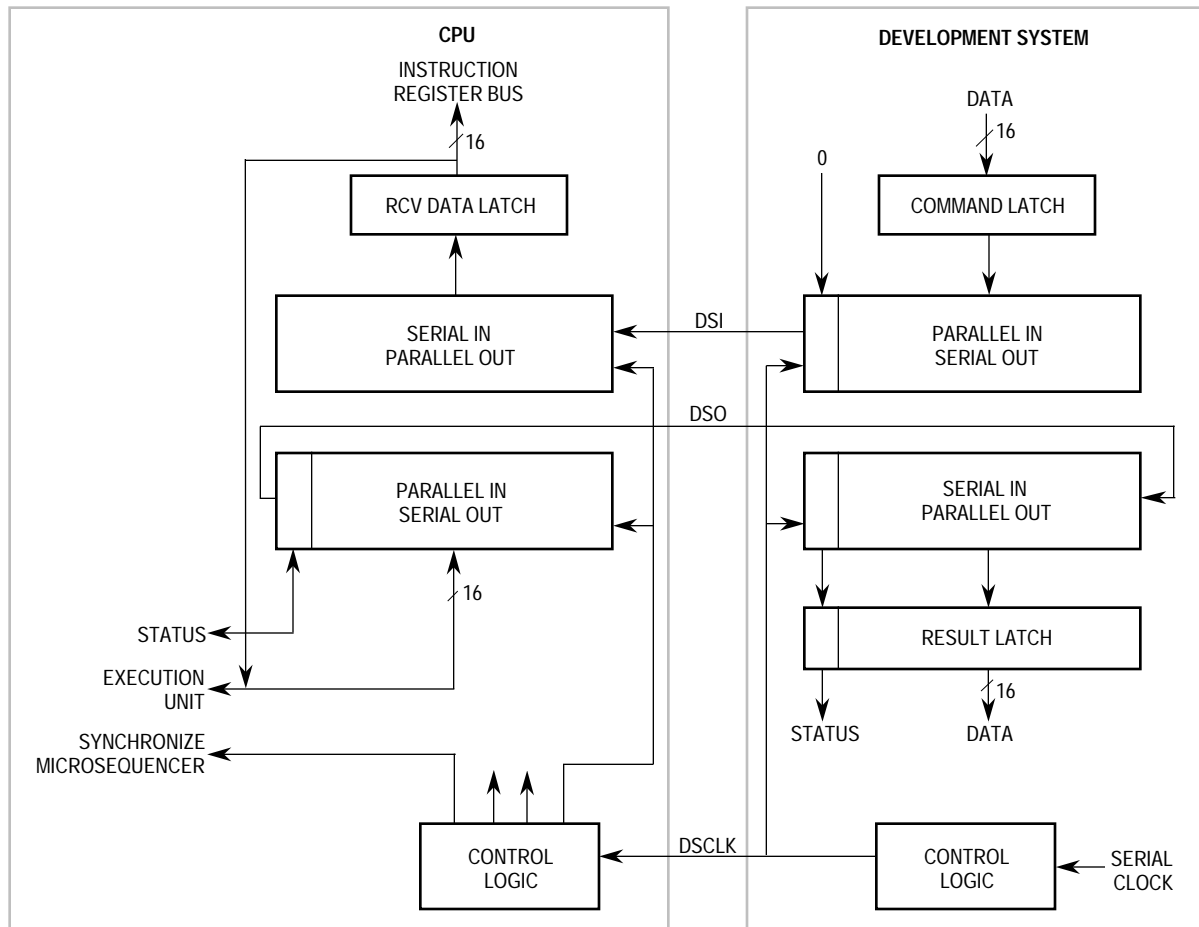 CPU
INSTRUCTION
REGISTER BUS
16
RCV DATA LATCH
SERIAL IN
PARALLEL OUT
PARALLEL IN
SERIAL OUT
16
STATUS
EXECUTION
UNIT
SYNCHRONIZE
MICROSEQUENCER
CONTROL
LOGIC
DSI
DSO
DSCLK
DEVELOPMENT SYSTEM
DATA
16
0
COMMAND LATCH
PARALLEL IN
SERIAL OUT
SERIAL IN
PARALLEL OUT
RESULT LATCH
16
STATUS
DATA
CONTROL
LOGIC
SERIAL
CLOCK